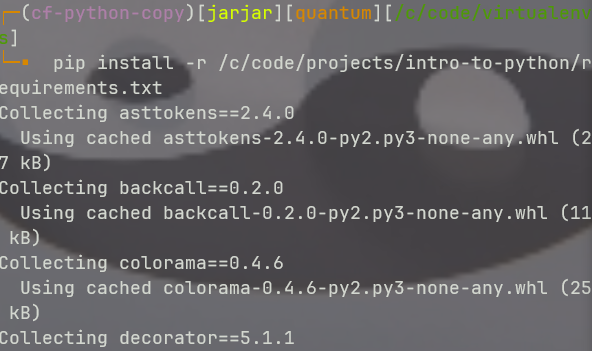 (cf-python-copy)[jarjar][quantum][/c/code/virtualenv
s]
pip install -r /c/code/projects/intro-to-python/r
equirements.txt
Collecting asttokens==2.4.0
Using cached asttokens-2.4.0-py2.py3-none-any.whl (2
7 kB)
Collecting backcall==0.2.0
Using cached backcall-0.2.0-py2.py3-none-any.whl (11
kB)
Collecting colorama==0.4.6
Using cached colorama-0.4.6-py2.py3-none-any.whl (25
kB)
Collecting decorator==5.1.1